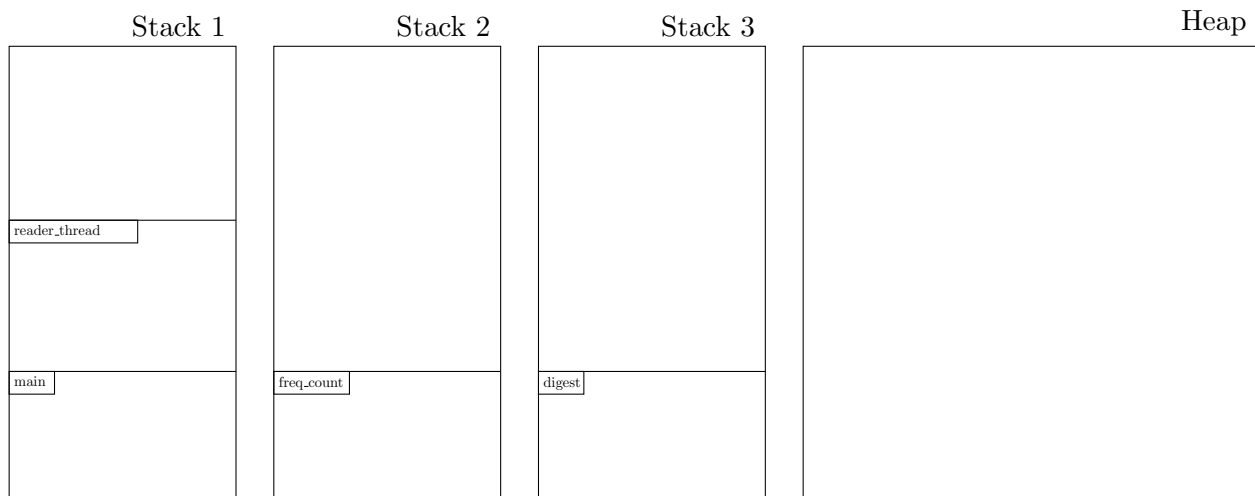 Stack 1
Stack 2
Stack 3
Heap
reader_thread
main
freq_count
digest